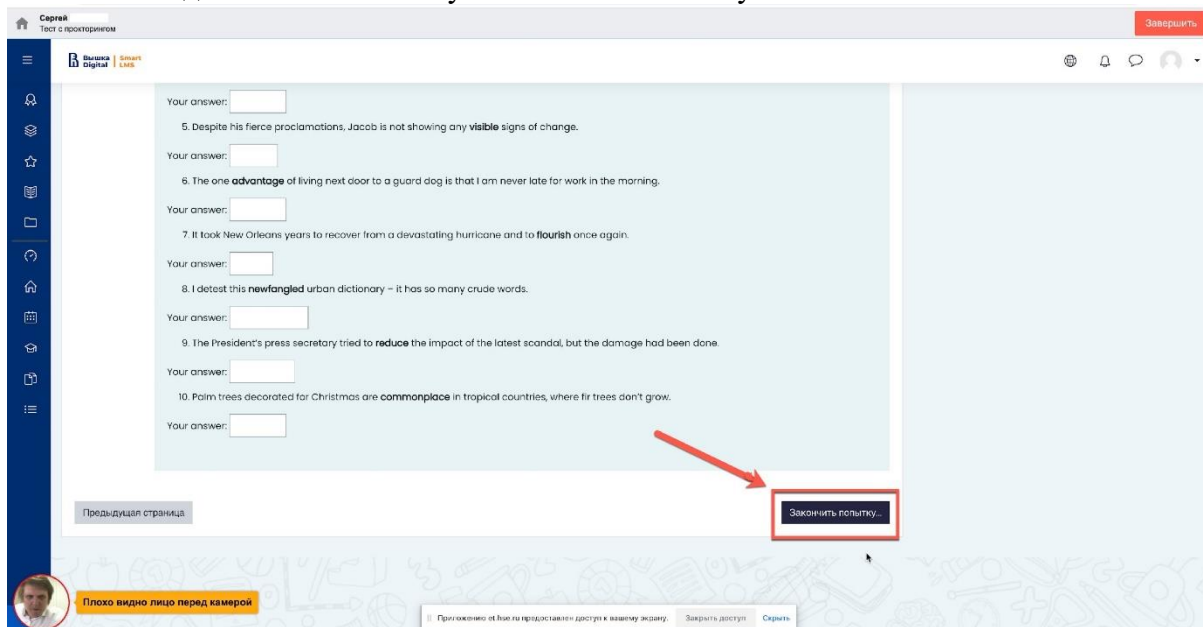 Сергей
Тест с прокторингом
Завершить
Вышка Digital | Smart LMS
Your answer:
5. Despite his fierce proclamations, Jacob is not showing any visible signs of change.
Your answer:
6. The one advantage of living next door to a guard dog is that I am never late for work in the morning.
Your answer:
7. It took New Orleans years to recover from a devastating hurricane and to flourish once again.
Your answer:
8. I detest this newfangled urban dictionary – it has so many crude words.
Your answer:
9. The President's press secretary tried to reduce the impact of the latest scandal, but the damage had been done.
Your answer:
10. Palm trees decorated for Christmas are commonplace in tropical countries, where fir trees don't grow.
Your answer:
Предыдущая страница
Закончить попытку...
Плохо видно лицо перед камерой
Приложению et.hse.ru предоставлен доступ к вашему экрану.
Закрыть доступ
Скрыть